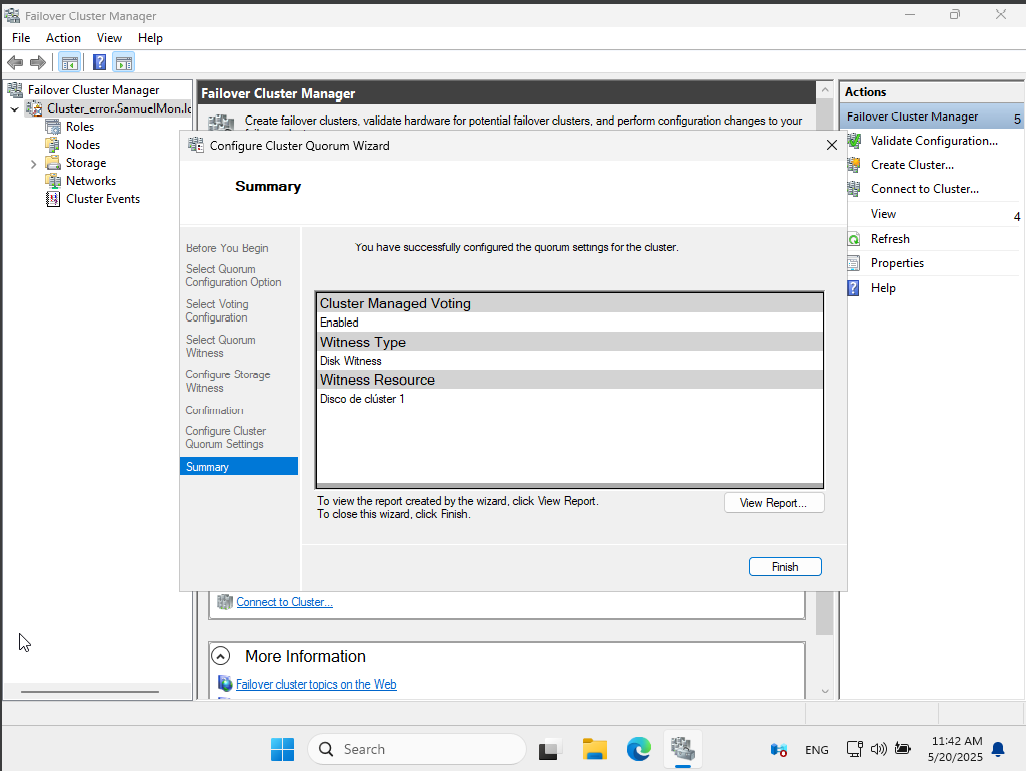 Failover Cluster Manager
File Action View Help
Failover Cluster Manager
Cluster_error.SamuelMon.lo
Roles
Nodes
Storage
Networks
Cluster Events
Failover Cluster Manager
Create failover clusters, validate hardware for potential failover clusters, and perform configuration changes to your
Configure Cluster Quorum Wizard
Summary
Before You Begin
Select Quorum
Configuration Option
Select Voting
Configuration
Select Quorum
Witness
Configure Storage
Witness
Confirmation
Configure Cluster
Quorum Settings
Summary
You have successfully configured the quorum settings for the cluster.
Cluster Managed Voting
Enabled
Witness Type
Disk Witness
Witness Resource
Disco de clúster 1
To view the report created by the wizard, click View Report.
To close this wizard, click Finish.
View Report...
Finish
Connect to Cluster...
More Information
Failover cluster topics on the Web
Actions
Failover Cluster Manager 5
Validate Configuration...
Create Cluster...
Connect to Cluster...
View 4
Refresh
Properties
Help
Search
ENG
11:42 AM
5/20/2025